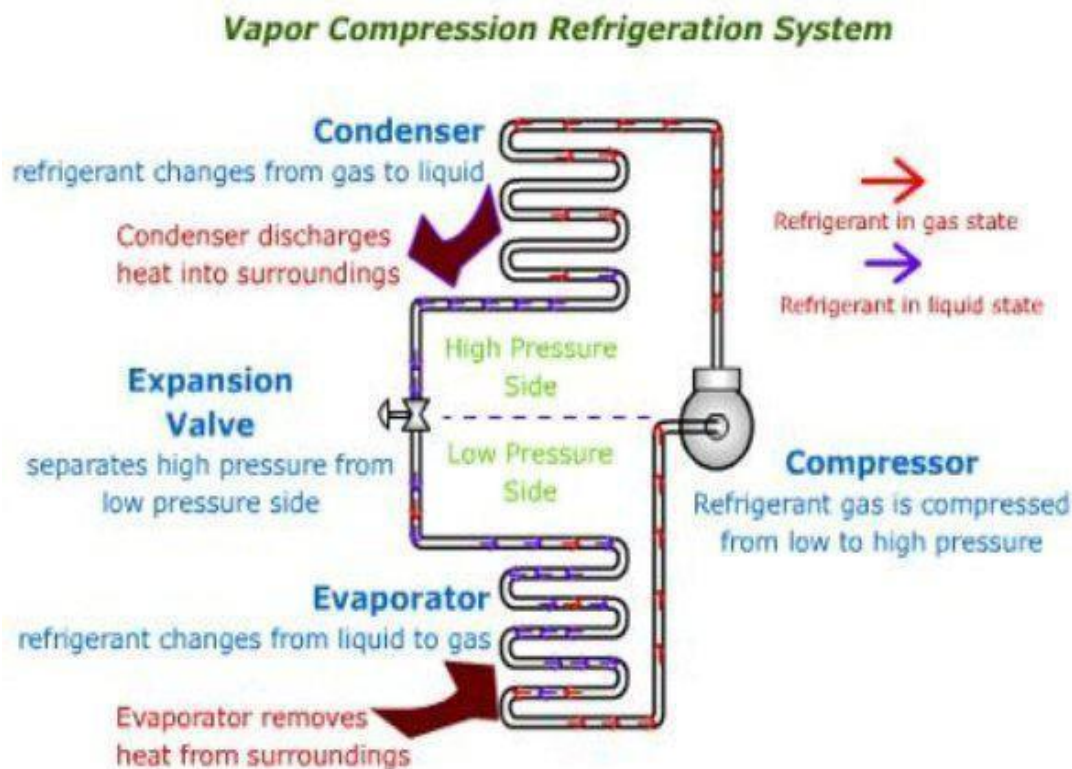 Vapor Compression Refrigeration System
Condenser
refrigerant changes from gas to liquid
Condenser discharges
heat into surroundings
Refrigerant in gas state
Refrigerant in liquid state
High Pressure
Side
Expansion
Valve
separates high pressure from
low pressure side
Low Pressure
Side
Compressor
Refrigerant gas is compressed
from low to high pressure
Evaporator
refrigerant changes from liquid to gas
Evaporator removes
heat from surroundings